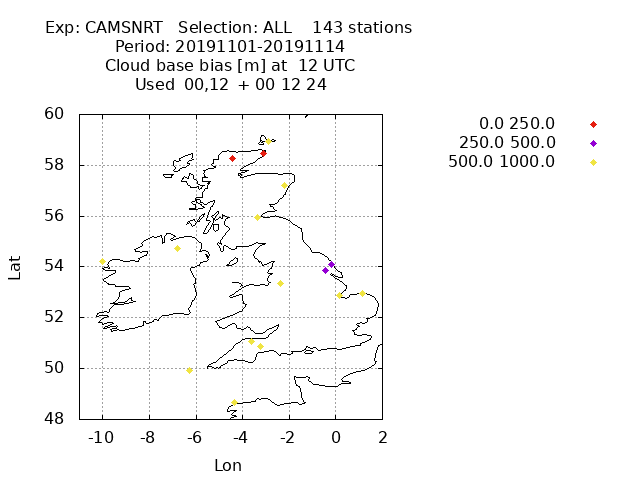 Exp: CAMSNRT   Selection: ALL    143 stations
Period: 20191101-20191114
Cloud base bias [m] at  12 UTC
Used  00,12  + 00 12 24
0.0 250.0
250.0 500.0
500.0 1000.0
60
58
56
54
52
50
48
Lat
-10 -8 -6 -4 -2 0 2
Lon